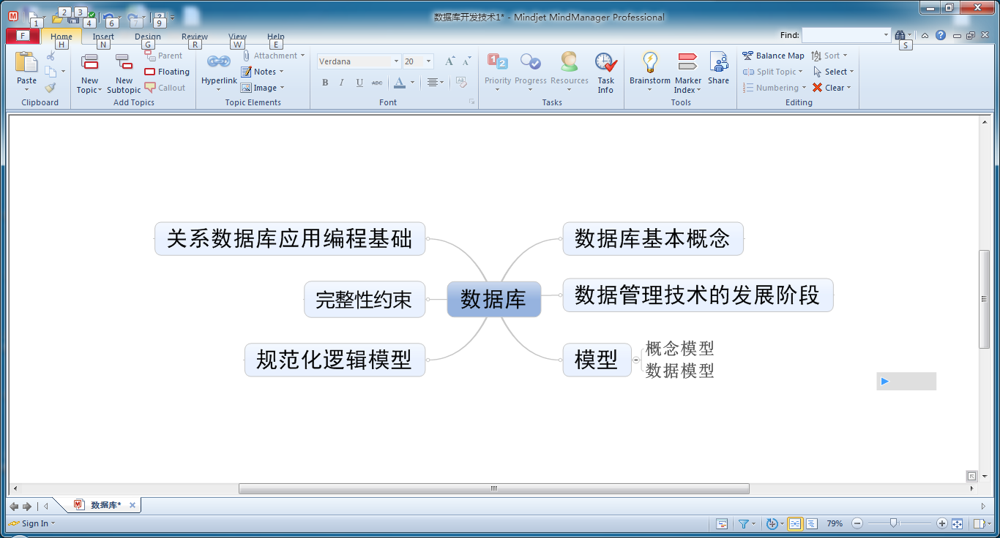 数据库开发技术1* - Mindjet MindManager Professional
1
2
3
4
6
7
9
F
Home
Insert
Design
Review
View
Help
H
N
G
R
W
E
Find:
S
Paste
Clipboard
New Topic
New Subtopic
Parent
Floating
Callout
Add Topics
Hyperlink
Attachment
Notes
Image
Topic Elements
Verdana
20
B I U ABC A
Font
Priority
Progress
Resources
Task Info
Tasks
Brainstorm
Marker Index
Share
Tools
Balance Map
Split Topic
Numbering
Sort
Select
Clear
Editing
关系数据库应用编程基础
完整性约束
规范化逻辑模型
数据库
数据库基本概念
数据管理技术的发展阶段
模型
概念模型
数据模型
数据库*
Sign In
79%